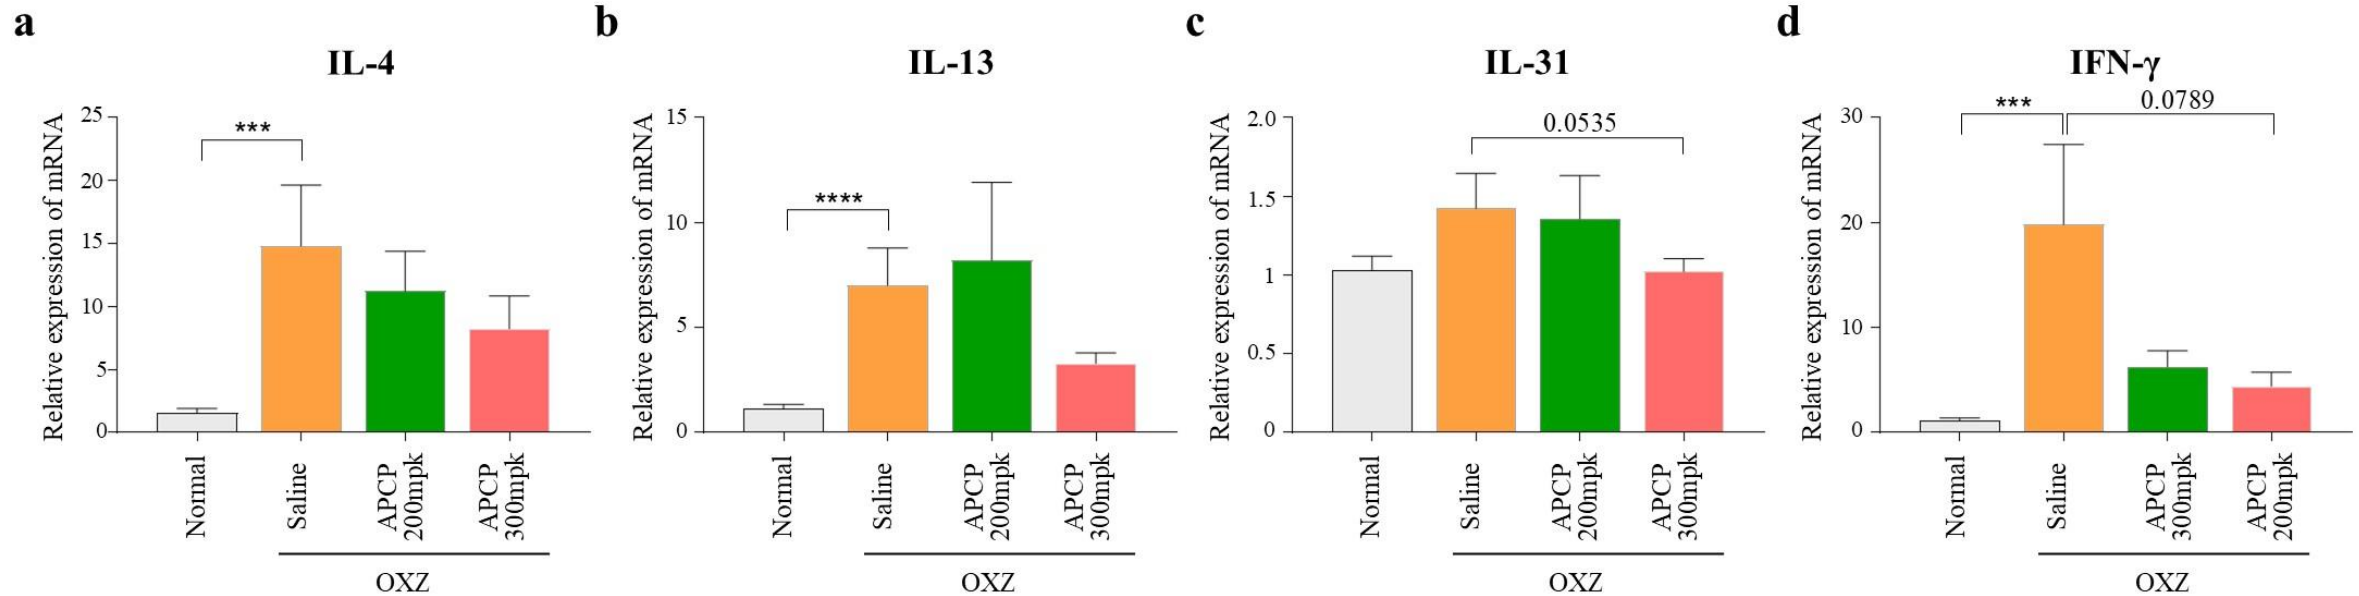 a
IL-4
Relative expression of mRNA
25
20
15
10
5
0
***
Normal
Saline
APCP
200mpk
APCP
300mpk
OXZ
b
IL-13
Relative expression of mRNA
15
10
5
0
****
Normal
Saline
APCP
200mpk
APCP
300mpk
OXZ
c
IL-31
Relative expression of mRNA
2.0
1.5
1
0.5
0
0.0535
Normal
Saline
APCP
200mpk
APCP
300mpk
OXZ
d
IFN-γ
Relative expression of mRNA
30
20
10
0
***
0.0789
Normal
Saline
APCP
300mpk
APCP
200mpk
OXZ